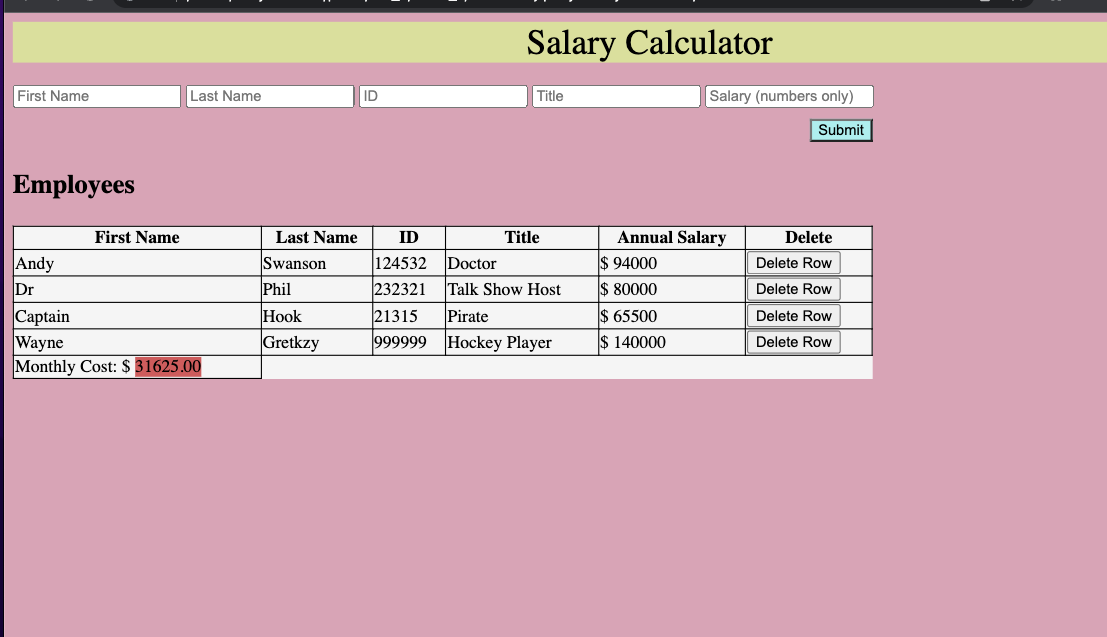 Salary Calculator
First Name Last Name ID Title Salary (numbers only)
Submit
Employees
First Name Last Name ID Title Annual Salary Delete
Andy Swanson 124532 Doctor $ 94000 Delete Row
Dr Phil 232321 Talk Show Host $ 80000 Delete Row
Captain Hook 21315 Pirate $ 65500 Delete Row
Wayne Gretkzy 999999 Hockey Player $ 140000 Delete Row
Monthly Cost: $ 31625.00